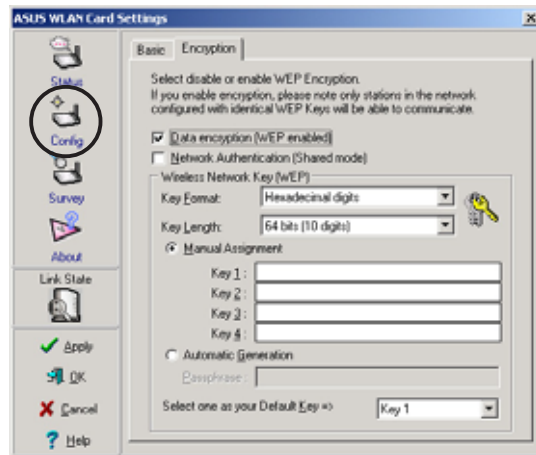 ASUS WLAN Card Settings
Status
Config
Survey
About
Link State
Apply
OK
Cancel
Help
Basic
Encryption
Select disable or enable WEP Encryption.
If you enable encryption, please note only stations in the network
configured with identical WEP Keys will be able to communicate.
Data encryption (WEP enabled)
Network Authentication (Shared mode)
Wireless Network Key (WEP)
Key Format: Hexadecimal digits
Key Length: 64 bits (10 digits)
Manual Assignment
Key 1 :
Key 2 :
Key 3 :
Key 4 :
Automatic Generation
Passphrase :
Select one as your Default Key => Key 1